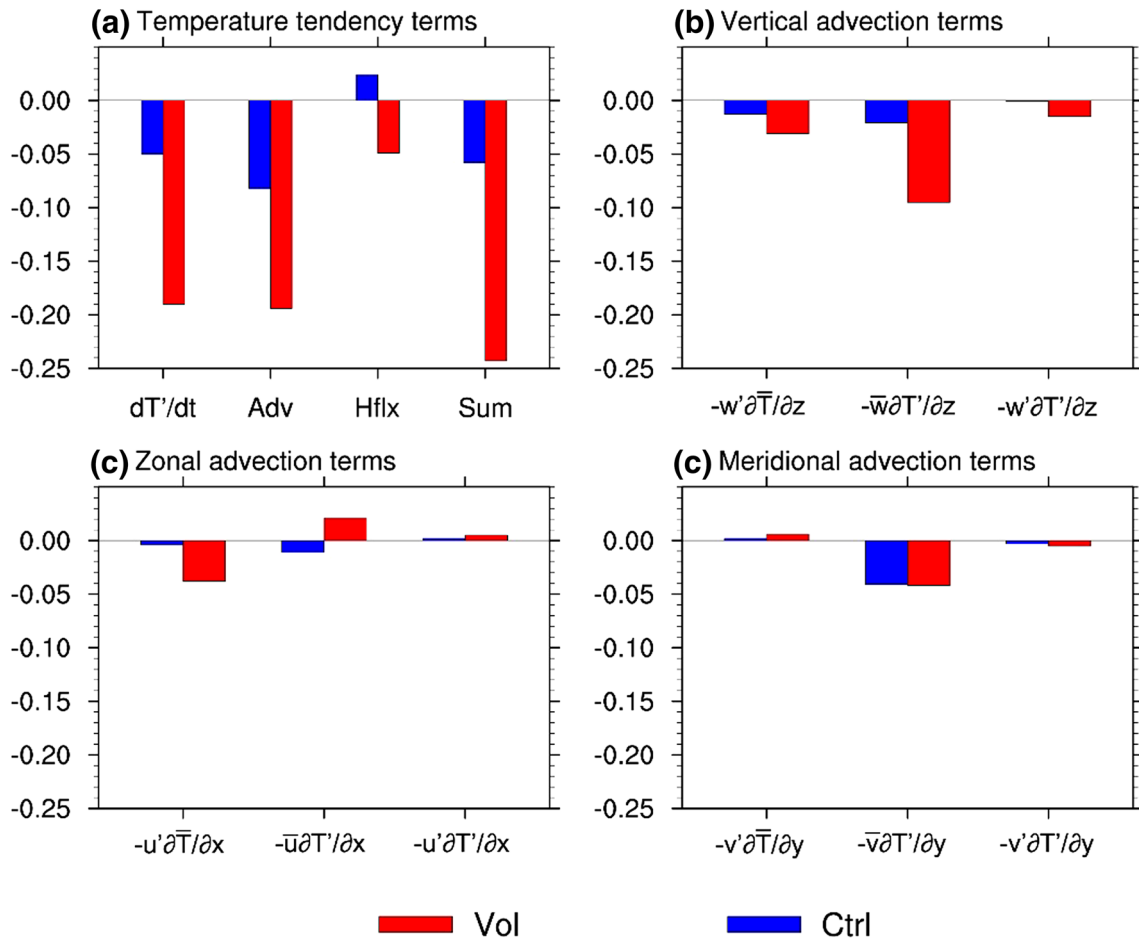 (a) Temperature tendency terms
0.00
-0.05
-0.10
-0.15
-0.20
-0.25
dT'/dt Adv Hflx Sum
(b) Vertical advection terms
0.00
-0.05
-0.10
-0.15
-0.20
-0.25
-w'∂T̅/∂z -w̅∂T'/∂z -w'∂T'/∂z
(c) Zonal advection terms
0.00
-0.05
-0.10
-0.15
-0.20
-0.25
-u'∂T̅/∂x -u̅∂T'/∂x -u'∂T'/∂x
(c) Meridional advection terms
0.00
-0.05
-0.10
-0.15
-0.20
-0.25
-v'∂T̅/∂y -v̅∂T'/∂y -v'∂T'/∂y
Vol Ctrl